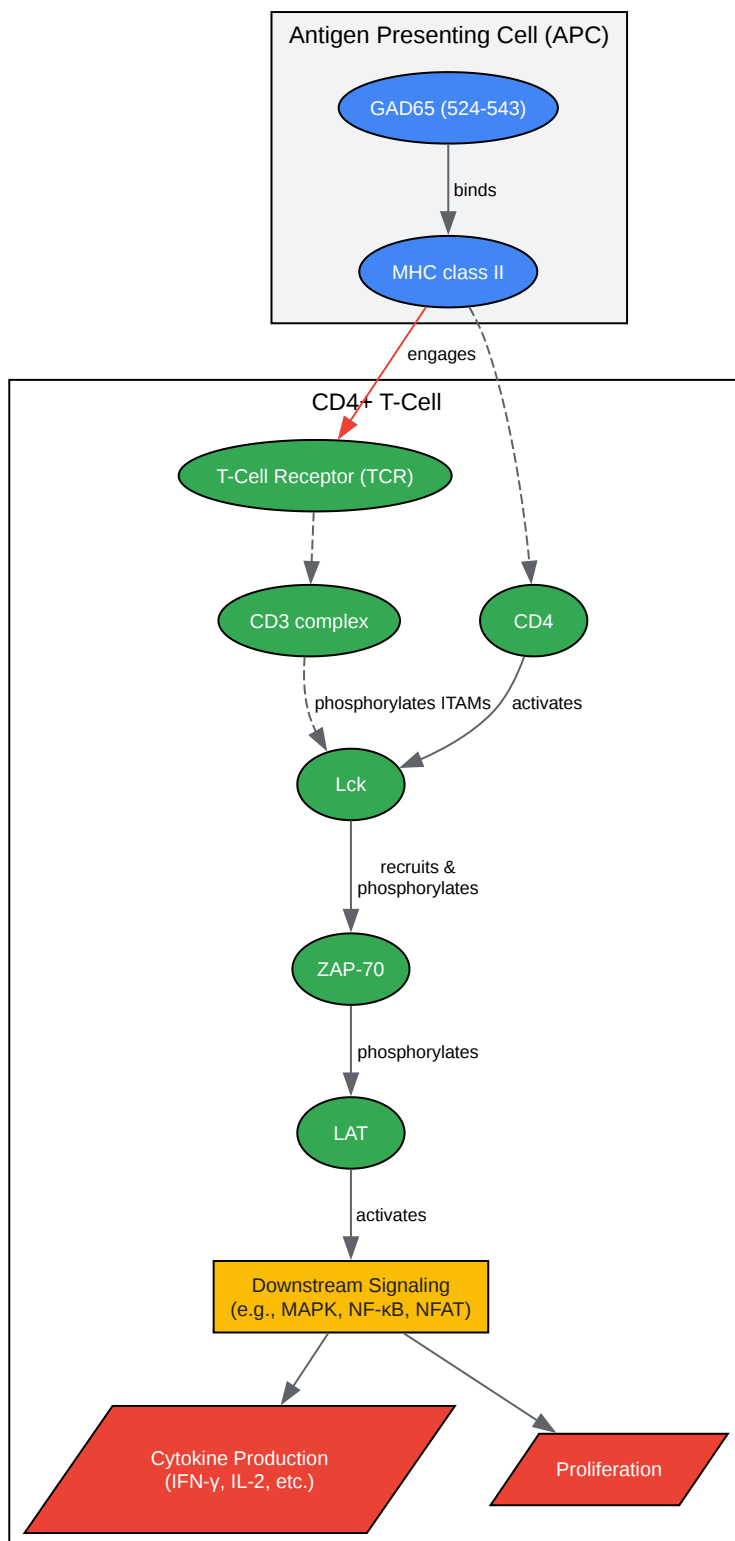 Antigen Presenting Cell (APC)
GAD65 (524-543)
binds
MHC class II
engages
CD4+ T-Cell
T-Cell Receptor (TCR)
CD3 complex
CD4
phosphorylates ITAMs
activates
Lck
recruits &
phosphorylates
ZAP-70
phosphorylates
LAT
activates
Downstream Signaling
(e.g., MAPK, NF-κB, NFAT)
Cytokine Production
(IFN-γ, IL-2, etc.)
Proliferation